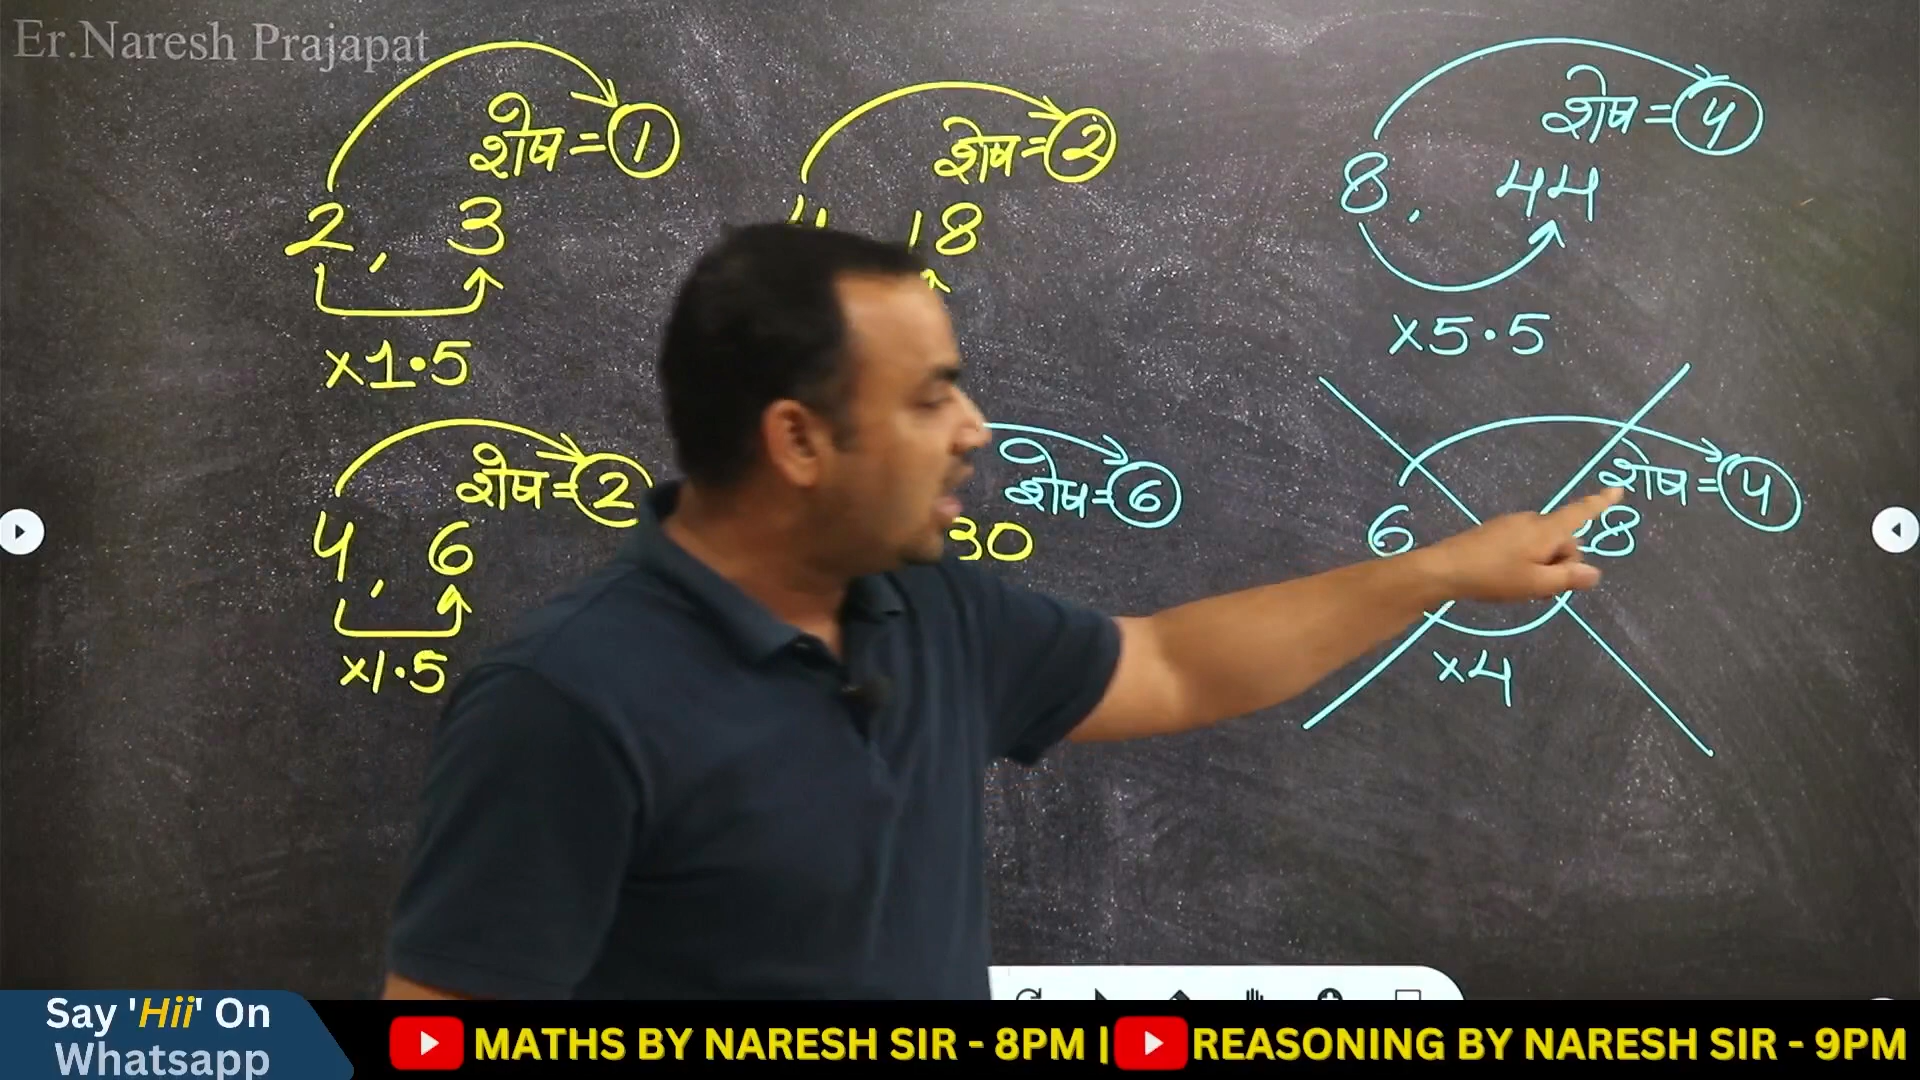 Er.Naresh Prajapat
शेष=1
2, 3
×1.5
शेष=2
18
शेष=4
8, 44
×5.5
शेष=2
4, 6
×1.5
शेष=6
30
शेष=4
6
×4
Say 'Hii' On
Whatsapp
MATHS BY NARESH SIR - 8PM |
REASONING BY NARESH SIR - 9PM